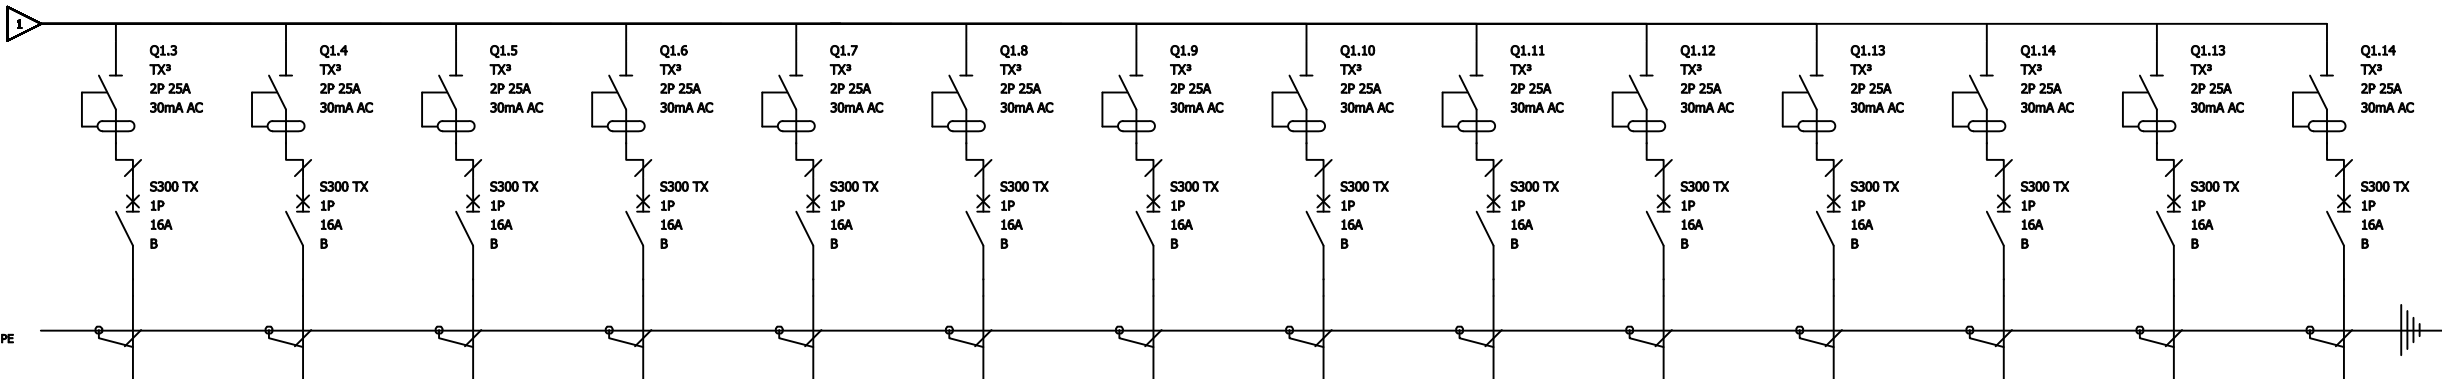 1
Q1.3
TX³
2P 25A
30mA AC
S300 TX
1P
16A
B
Q1.4
TX³
2P 25A
30mA AC
S300 TX
1P
16A
B
Q1.5
TX³
2P 25A
30mA AC
S300 TX
1P
16A
B
Q1.6
TX³
2P 25A
30mA AC
S300 TX
1P
16A
B
Q1.7
TX³
2P 25A
30mA AC
S300 TX
1P
16A
B
Q1.8
TX³
2P 25A
30mA AC
S300 TX
1P
16A
B
Q1.9
TX³
2P 25A
30mA AC
S300 TX
1P
16A
B
Q1.10
TX³
2P 25A
30mA AC
S300 TX
1P
16A
B
Q1.11
TX³
2P 25A
30mA AC
S300 TX
1P
16A
B
Q1.12
TX³
2P 25A
30mA AC
S300 TX
1P
16A
B
Q1.13
TX³
2P 25A
30mA AC
S300 TX
1P
16A
B
Q1.14
TX³
2P 25A
30mA AC
S300 TX
1P
16A
B
Q1.13
TX³
2P 25A
30mA AC
S300 TX
1P
16A
B
Q1.14
TX³
2P 25A
30mA AC
S300 TX
1P
16A
B
PE